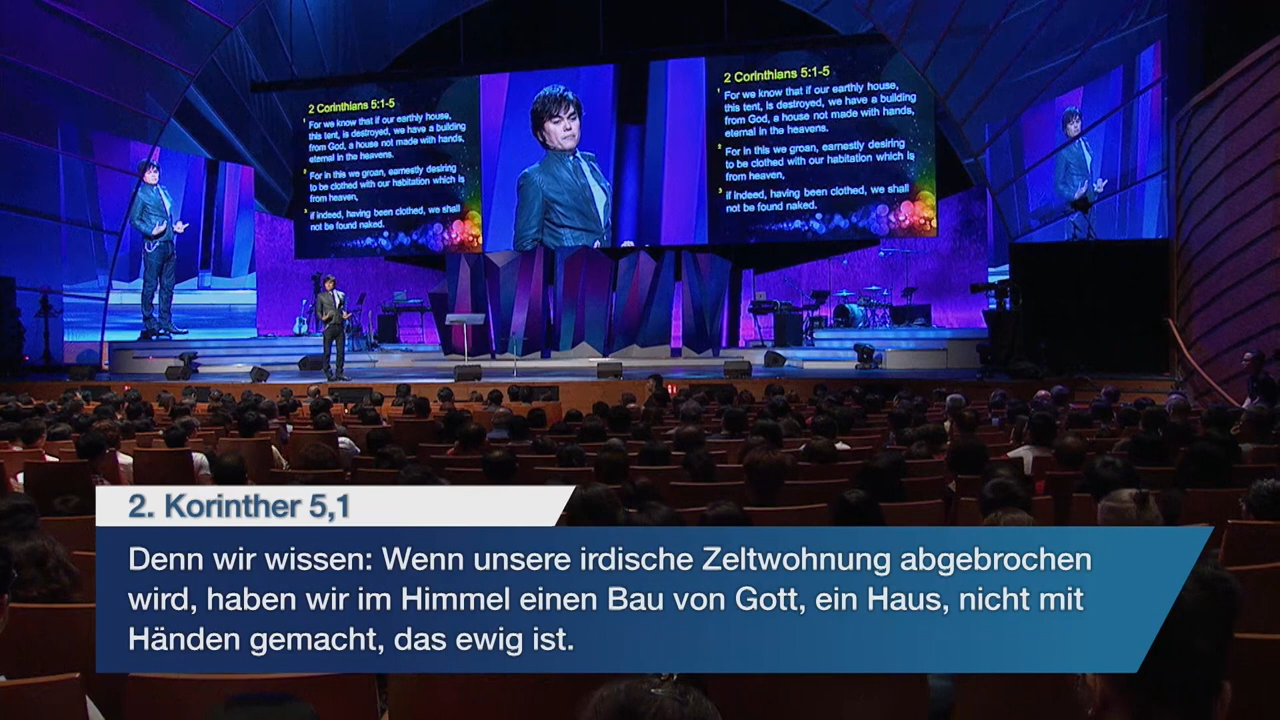 2 Corinthians 5:1-5
1 For we know that if our earthly house,
this tent, is destroyed, we have a building
from God, a house not made with hands,
eternal in the heavens.
2 For in this we groan, earnestly desiring
to be clothed with our habitation which is
from heaven,
3 if indeed, having been clothed, we shall
not be found naked.
2 Corinthians 5:1-5
1 For we know that if our earthly house,
this tent, is destroyed, we have a building
from God, a house not made with hands,
eternal in the heavens.
2 For in this we groan, earnestly desiring
to be clothed with our habitation which is
from heaven,
3 if indeed, having been clothed, we shall
not be found naked.
2. Korinther 5,1
Denn wir wissen: Wenn unsere irdische Zeltwohnung abgebrochen
wird, haben wir im Himmel einen Bau von Gott, ein Haus, nicht mit
Händen gemacht, das ewig ist.